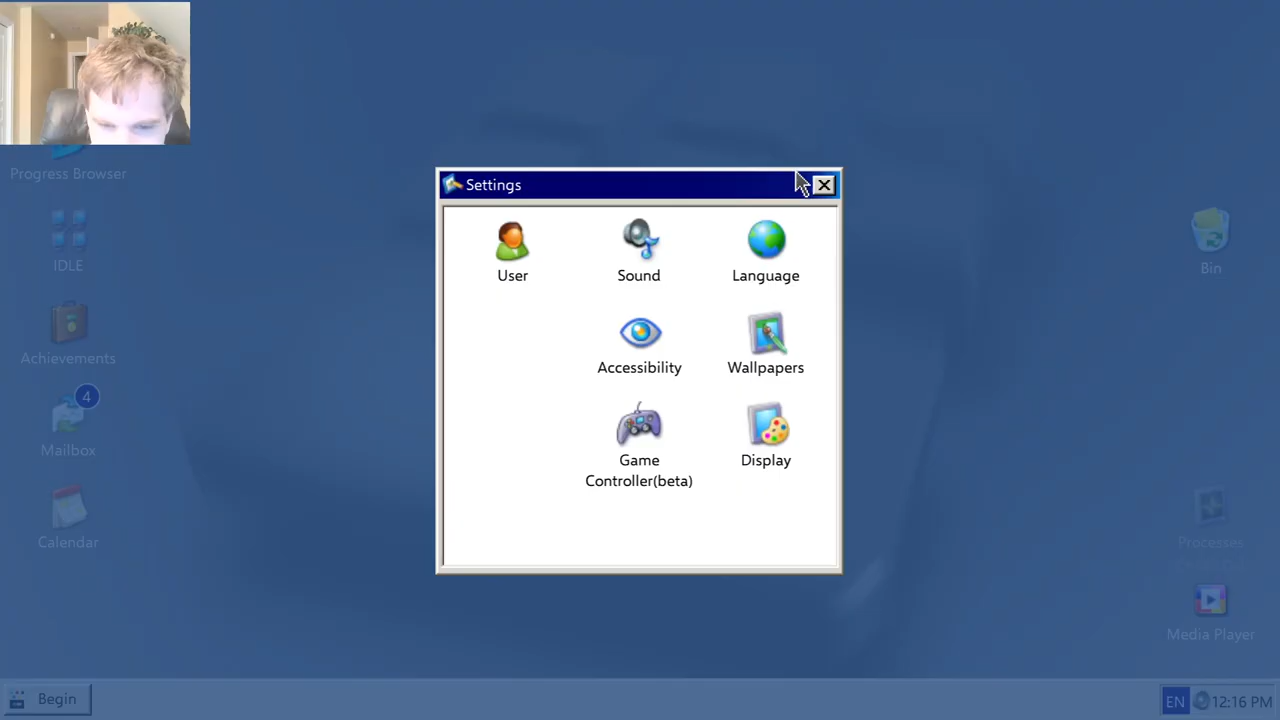 Settings
Progress Browser
IDLE
Achievements
4
Mailbox
Calendar
User
Sound
Language
Accessibility
Wallpapers
Game
Controller(beta)
Display
Bin
Processes
Media Player
Begin
EN
12:16 PM